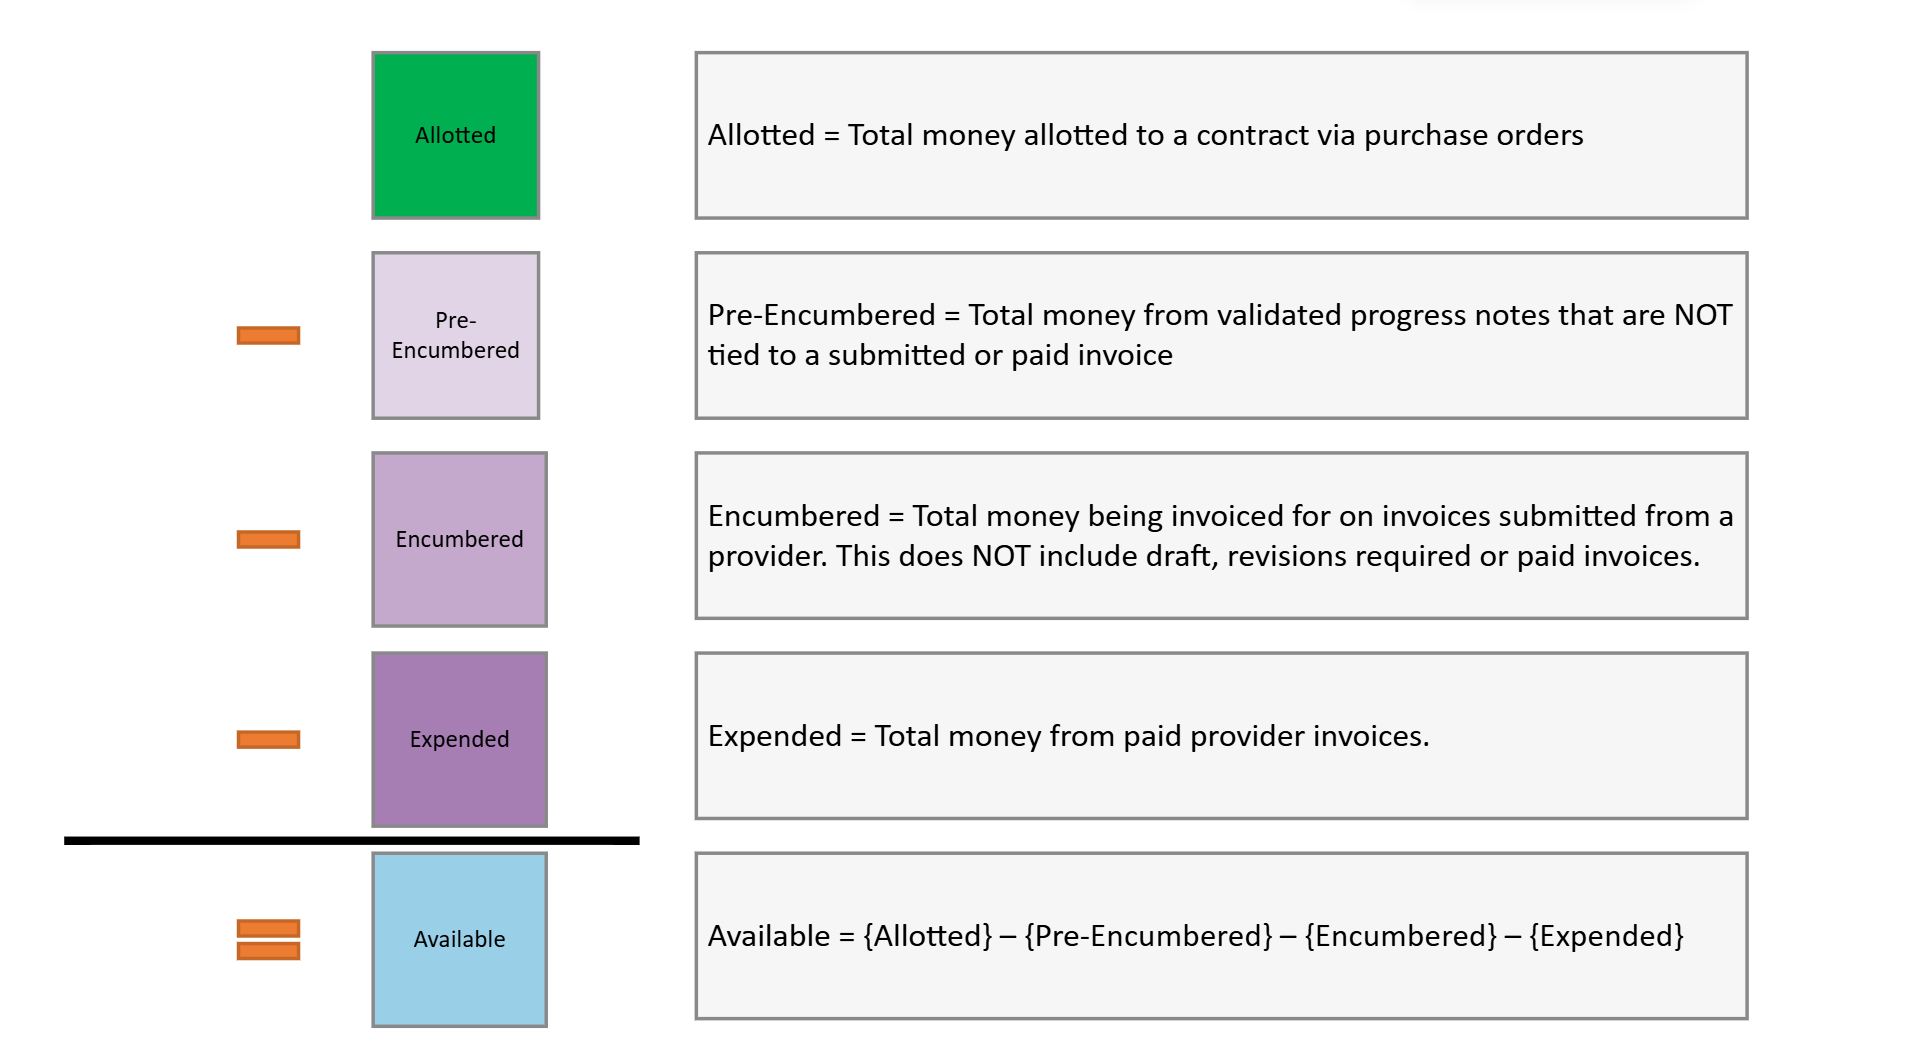 Allotted
Allotted = Total money allotted to a contract via purchase orders
Pre-
Encumbered
Pre-Encumbered = Total money from validated progress notes that are NOT
tied to a submitted or paid invoice
Encumbered
Encumbered = Total money being invoiced for on invoices submitted from a
provider. This does NOT include draft, revisions required or paid invoices.
Expended
Expended = Total money from paid provider invoices.
Available
Available = {Allotted} – {Pre-Encumbered} – {Encumbered} – {Expended}